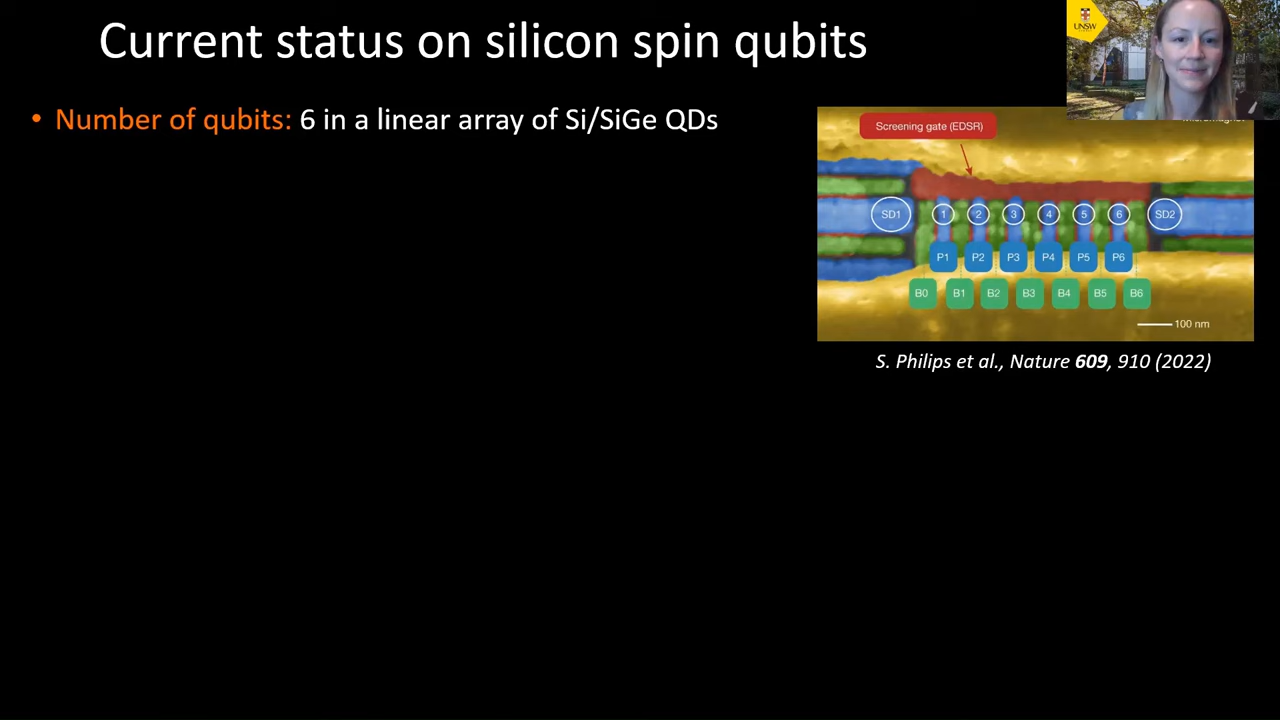 Current status on silicon spin qubits
UNSW
• Number of qubits: 6 in a linear array of Si/SiGe QDs
Screening gate (EDSR)
SD1 1 2 3 4 5 6 SD2
P1 P2 P3 P4 P5 P6
B0 B1 B2 B3 B4 B5 B6
100 nm
S. Philips et al., Nature 609, 910 (2022)